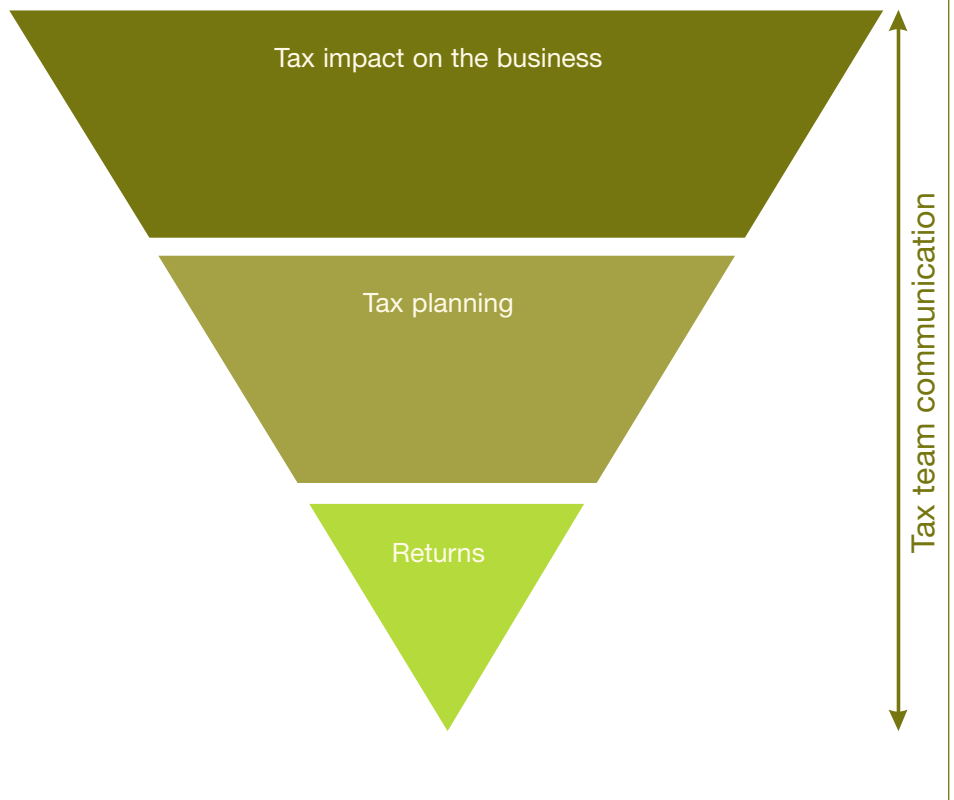 Tax impact on the business
Tax planning
Returns
Tax team communication